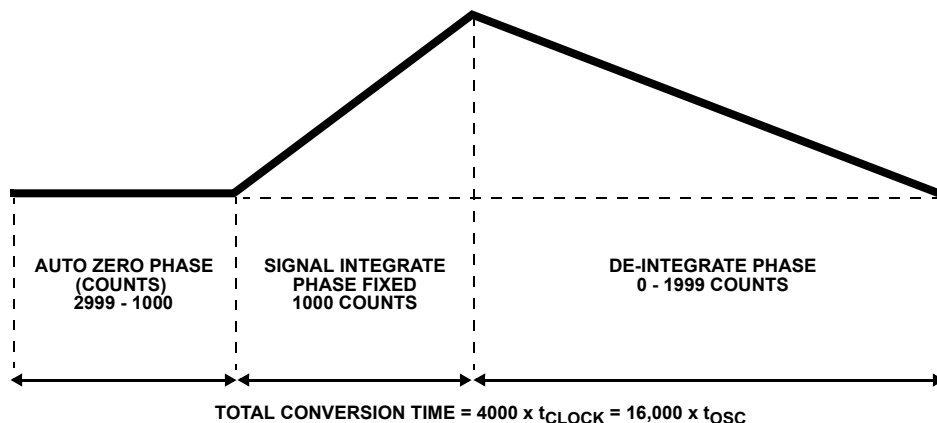 AUTO ZERO PHASE
(COUNTS)
2999 - 1000
SIGNAL INTEGRATE
PHASE FIXED
1000 COUNTS
DE-INTEGRATE PHASE
0 - 1999 COUNTS
TOTAL CONVERSION TIME = 4000 x tCLOCK = 16,000 x tOSC